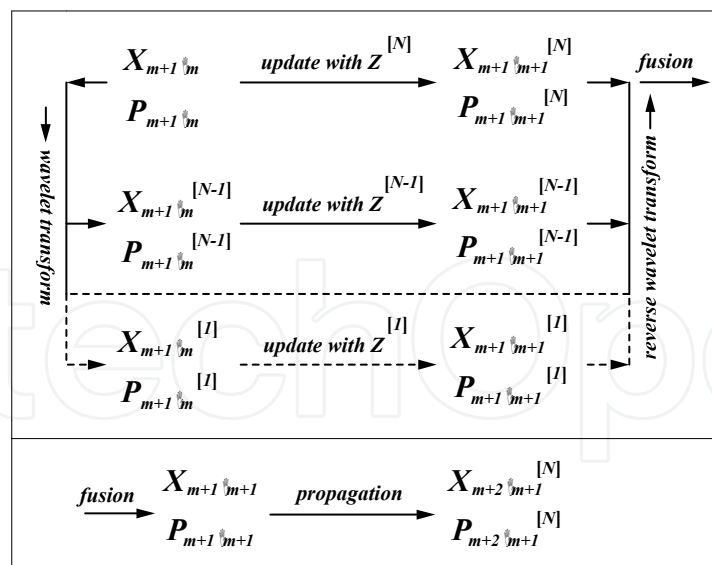 X m+1|m update with Z [N] X m+1|m+1 [N] fusion
P m+1|m P m+1|m+1 [N]
wavelet transform
X m+1|m [N-1] update with Z [N-1] X m+1|m+1 [N-1]
P m+1|m [N-1] P m+1|m+1 [N-1]
reverse wavelet transform
X m+1|m [1] update with Z [1] X m+1|m+1 [1]
P m+1|m [1] P m+1|m+1 [1]
techOpe
fusion X m+1|m+1 propagation X m+2|m+1 [N]
P m+1|m+1 P m+2|m+1 [N]